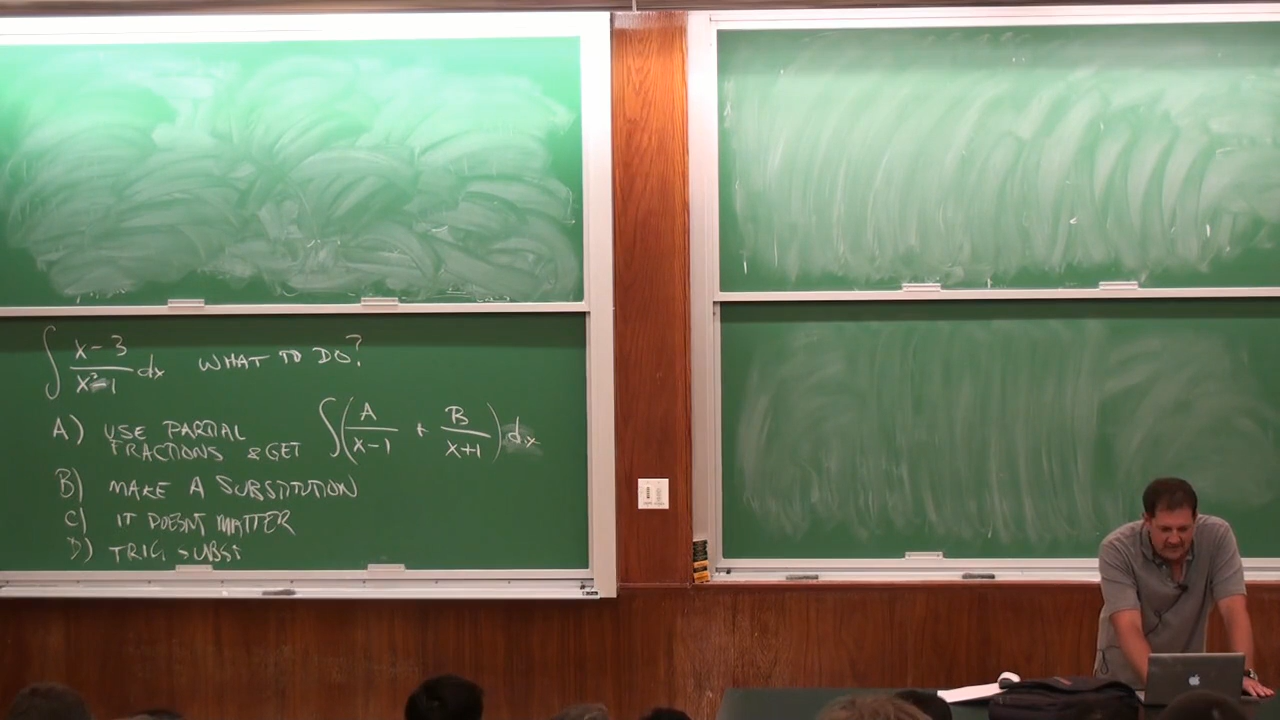 ∫ x-3 / x²-1 dx WHAT TO DO?
A) USE PARTIAL FRACTIONS & GET ∫( A / x-1 + B / x+1 ) dx
B) MAKE A SUBSTITUTION
C) IT DOESNT MATTER
D) TRIG SUBST